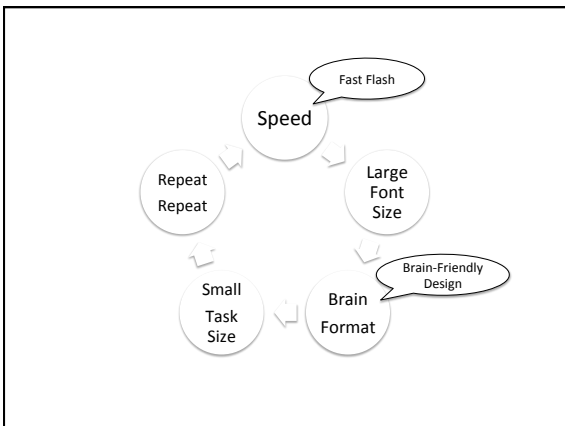 Fast Flash
Speed
Large
Font
Size
Brain-Friendly
Design
Brain
Format
Small
Task
Size
Repeat
Repeat